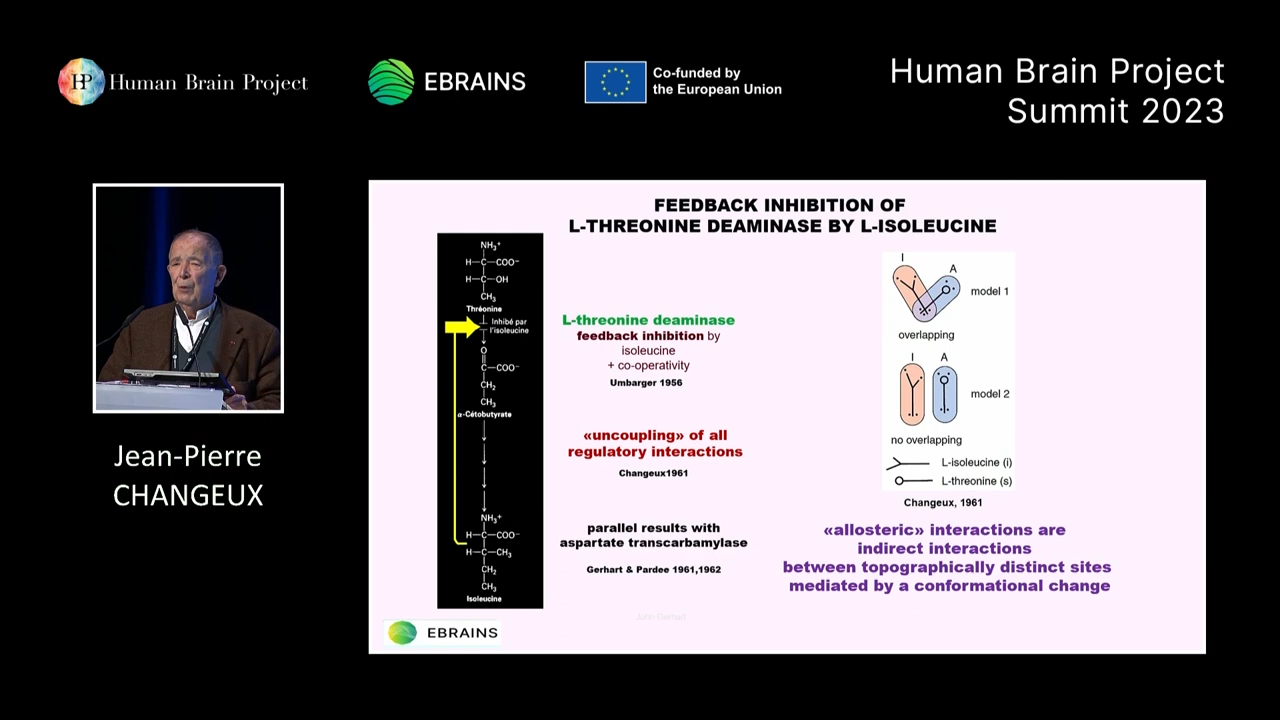 Human Brain Project
EBRAINS
Co-funded by
the European Union
Human Brain Project
Summit 2023
Jean-Pierre
CHANGEUX
FEEDBACK INHIBITION OF
L-THREONINE DEAMINASE BY L-ISOLEUCINE
NH₃⁺
H—C—COO⁻
H—C—OH
CH₃
Thréonine
Inhibé par
l'isoleucine
O
C—COO⁻
CH₂
CH₃
α-Cétobutyrate
NH₃⁺
H—C—COO⁻
H—C—CH₃
CH₂
CH₃
Isoleucine
L-threonine deaminase
feedback inhibition by
isoleucine
+ co-operativity
Umbarger 1956
«uncoupling» of all
regulatory interactions
Changeux1961
parallel results with
aspartate transcarbamylase
Gerhart & Pardee 1961,1962
John Gerhart
I
A
model 1
overlapping
I A
model 2
no overlapping
L-isoleucine (i)
L-threonine (s)
Changeux, 1961
«allosteric» interactions are
indirect interactions
between topographically distinct sites
mediated by a conformational change
EBRAINS